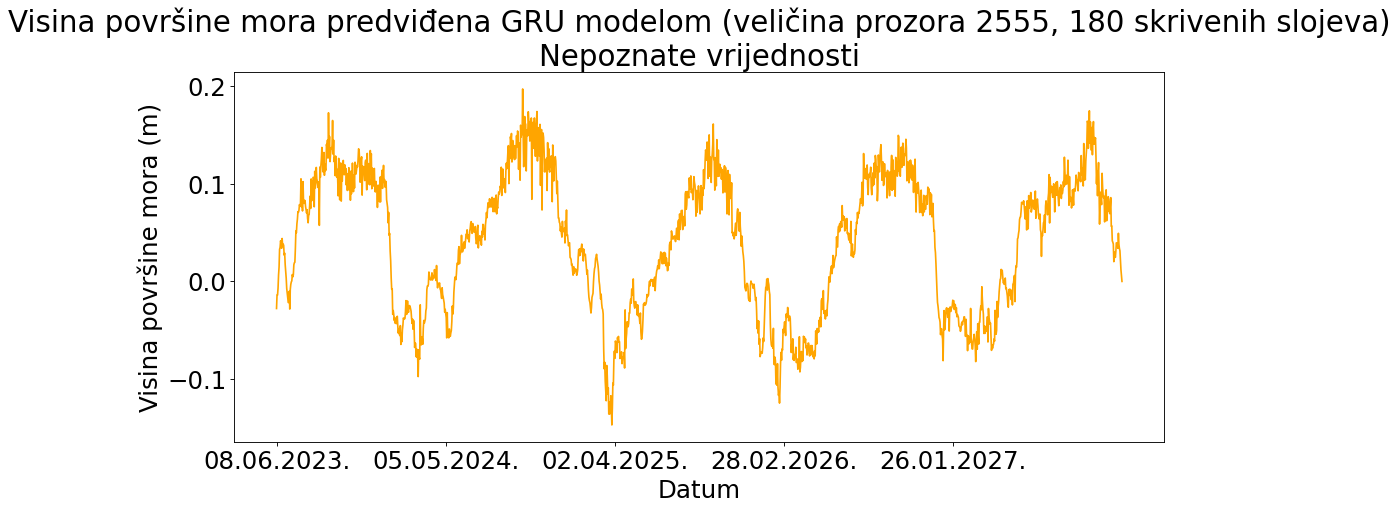 Visina površine mora predviđena GRU modelom (veličina prozora 2555, 180 skrivenih slojeva)
Nepoznate vrijednosti
Visina površine mora (m)
0.2
0.1
0.0
−0.1
08.06.2023. 05.05.2024. 02.04.2025. 28.02.2026. 26.01.2027.
Datum